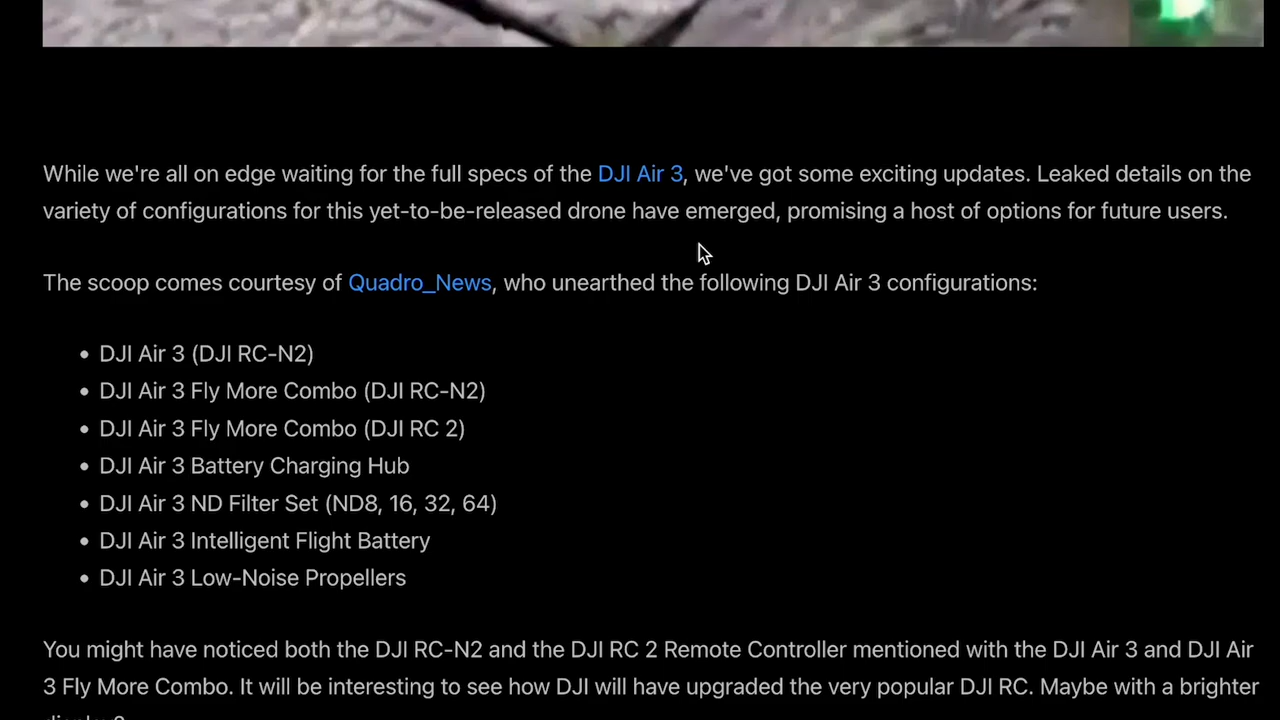 While we're all on edge waiting for the full specs of the DJI Air 3, we've got some exciting updates. Leaked details on the
variety of configurations for this yet-to-be-released drone have emerged, promising a host of options for future users.
The scoop comes courtesy of Quadro_News, who unearthed the following DJI Air 3 configurations:
• DJI Air 3 (DJI RC-N2)
• DJI Air 3 Fly More Combo (DJI RC-N2)
• DJI Air 3 Fly More Combo (DJI RC 2)
• DJI Air 3 Battery Charging Hub
• DJI Air 3 ND Filter Set (ND8, 16, 32, 64)
• DJI Air 3 Intelligent Flight Battery
• DJI Air 3 Low-Noise Propellers
You might have noticed both the DJI RC-N2 and the DJI RC 2 Remote Controller mentioned with the DJI Air 3 and DJI Air
3 Fly More Combo. It will be interesting to see how DJI will have upgraded the very popular DJI RC. Maybe with a brighter